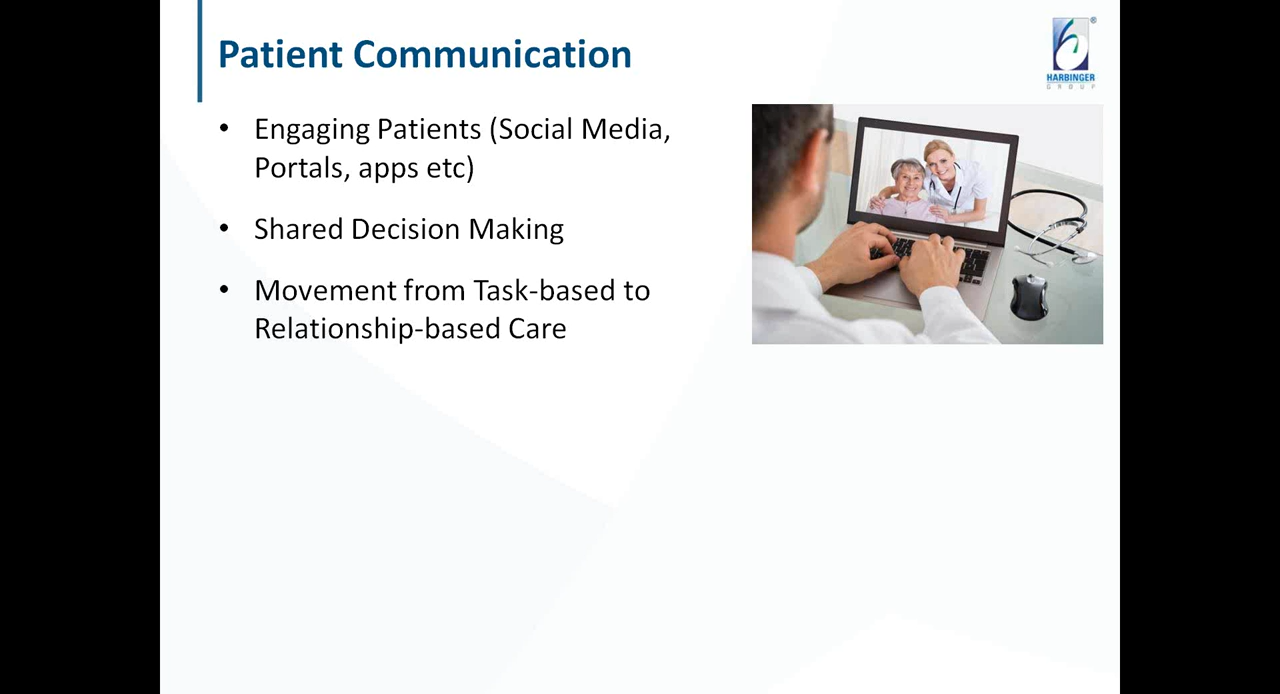 Patient Communication
®
HARBINGER
GROUP
• Engaging Patients (Social Media,
Portals, apps etc)
• Shared Decision Making
• Movement from Task-based to
Relationship-based Care